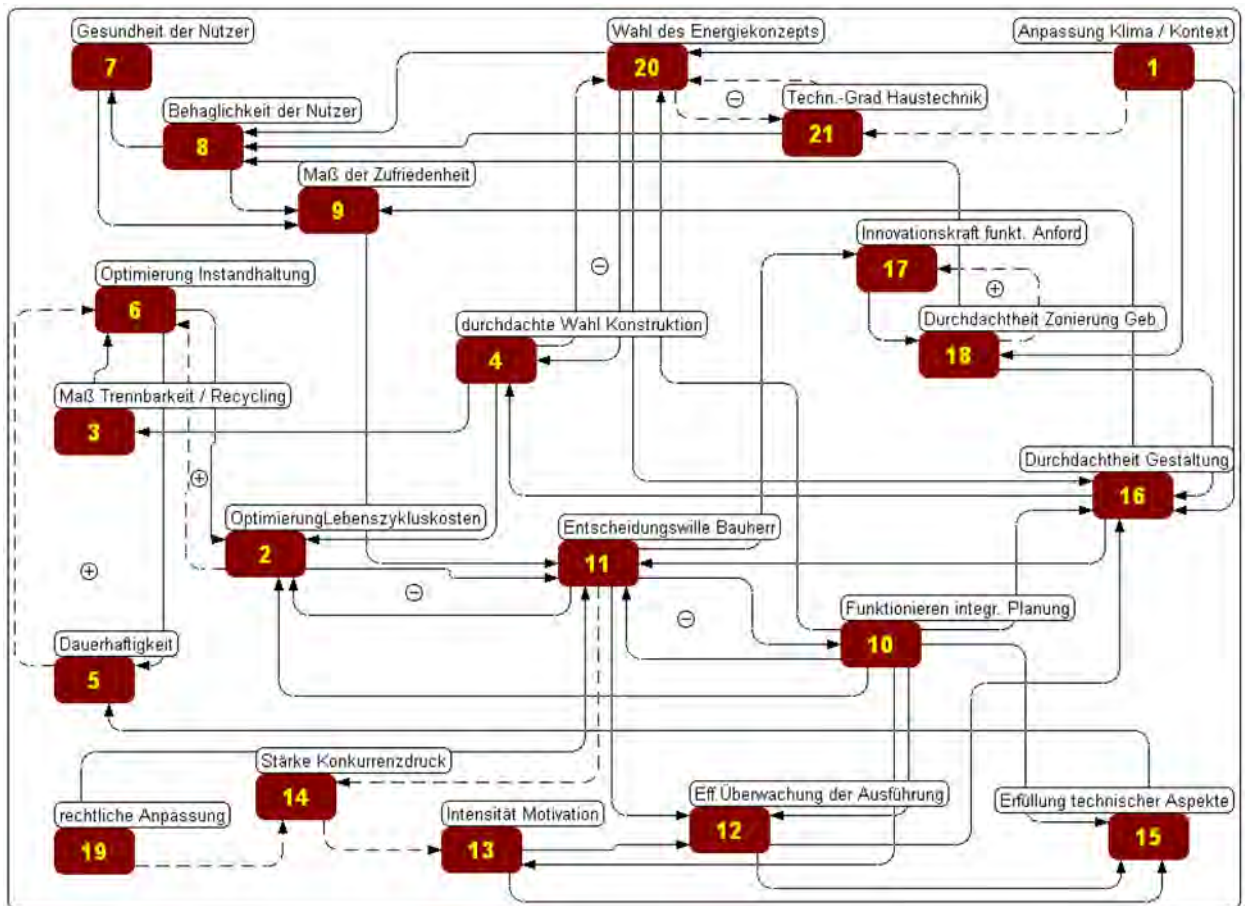 Gesundheit der Nutzer
7
Wahl des Energiekonzepts
20
Anpassung Klima / Kontext
1
Behaglichkeit der Nutzer
8
⊖
Techn.-Grad Haustechnik
21
Maß der Zufriedenheit
9
Innovationskraft funkt. Anford
17
Optimierung Instandhaltung
6
⊖
⊕
durchdachte Wahl Konstruktion
4
Durchdachtheit Zonierung Geb.
18
Maß Trennbarkeit / Recycling
3
Durchdachtheit Gestaltung
16
⊕
OptimierungLebenszykluskosten
2
Entscheidungswille Bauherr
11
⊕
⊖
⊖
Funktionieren integr. Planung
10
Dauerhaftigkeit
5
Stärke Konkurrenzdruck
14
rechtliche Anpassung
19
Intensität Motivation
13
Eff.Überwachung der Ausführung
12
Erfüllung technischer Aspekte
15